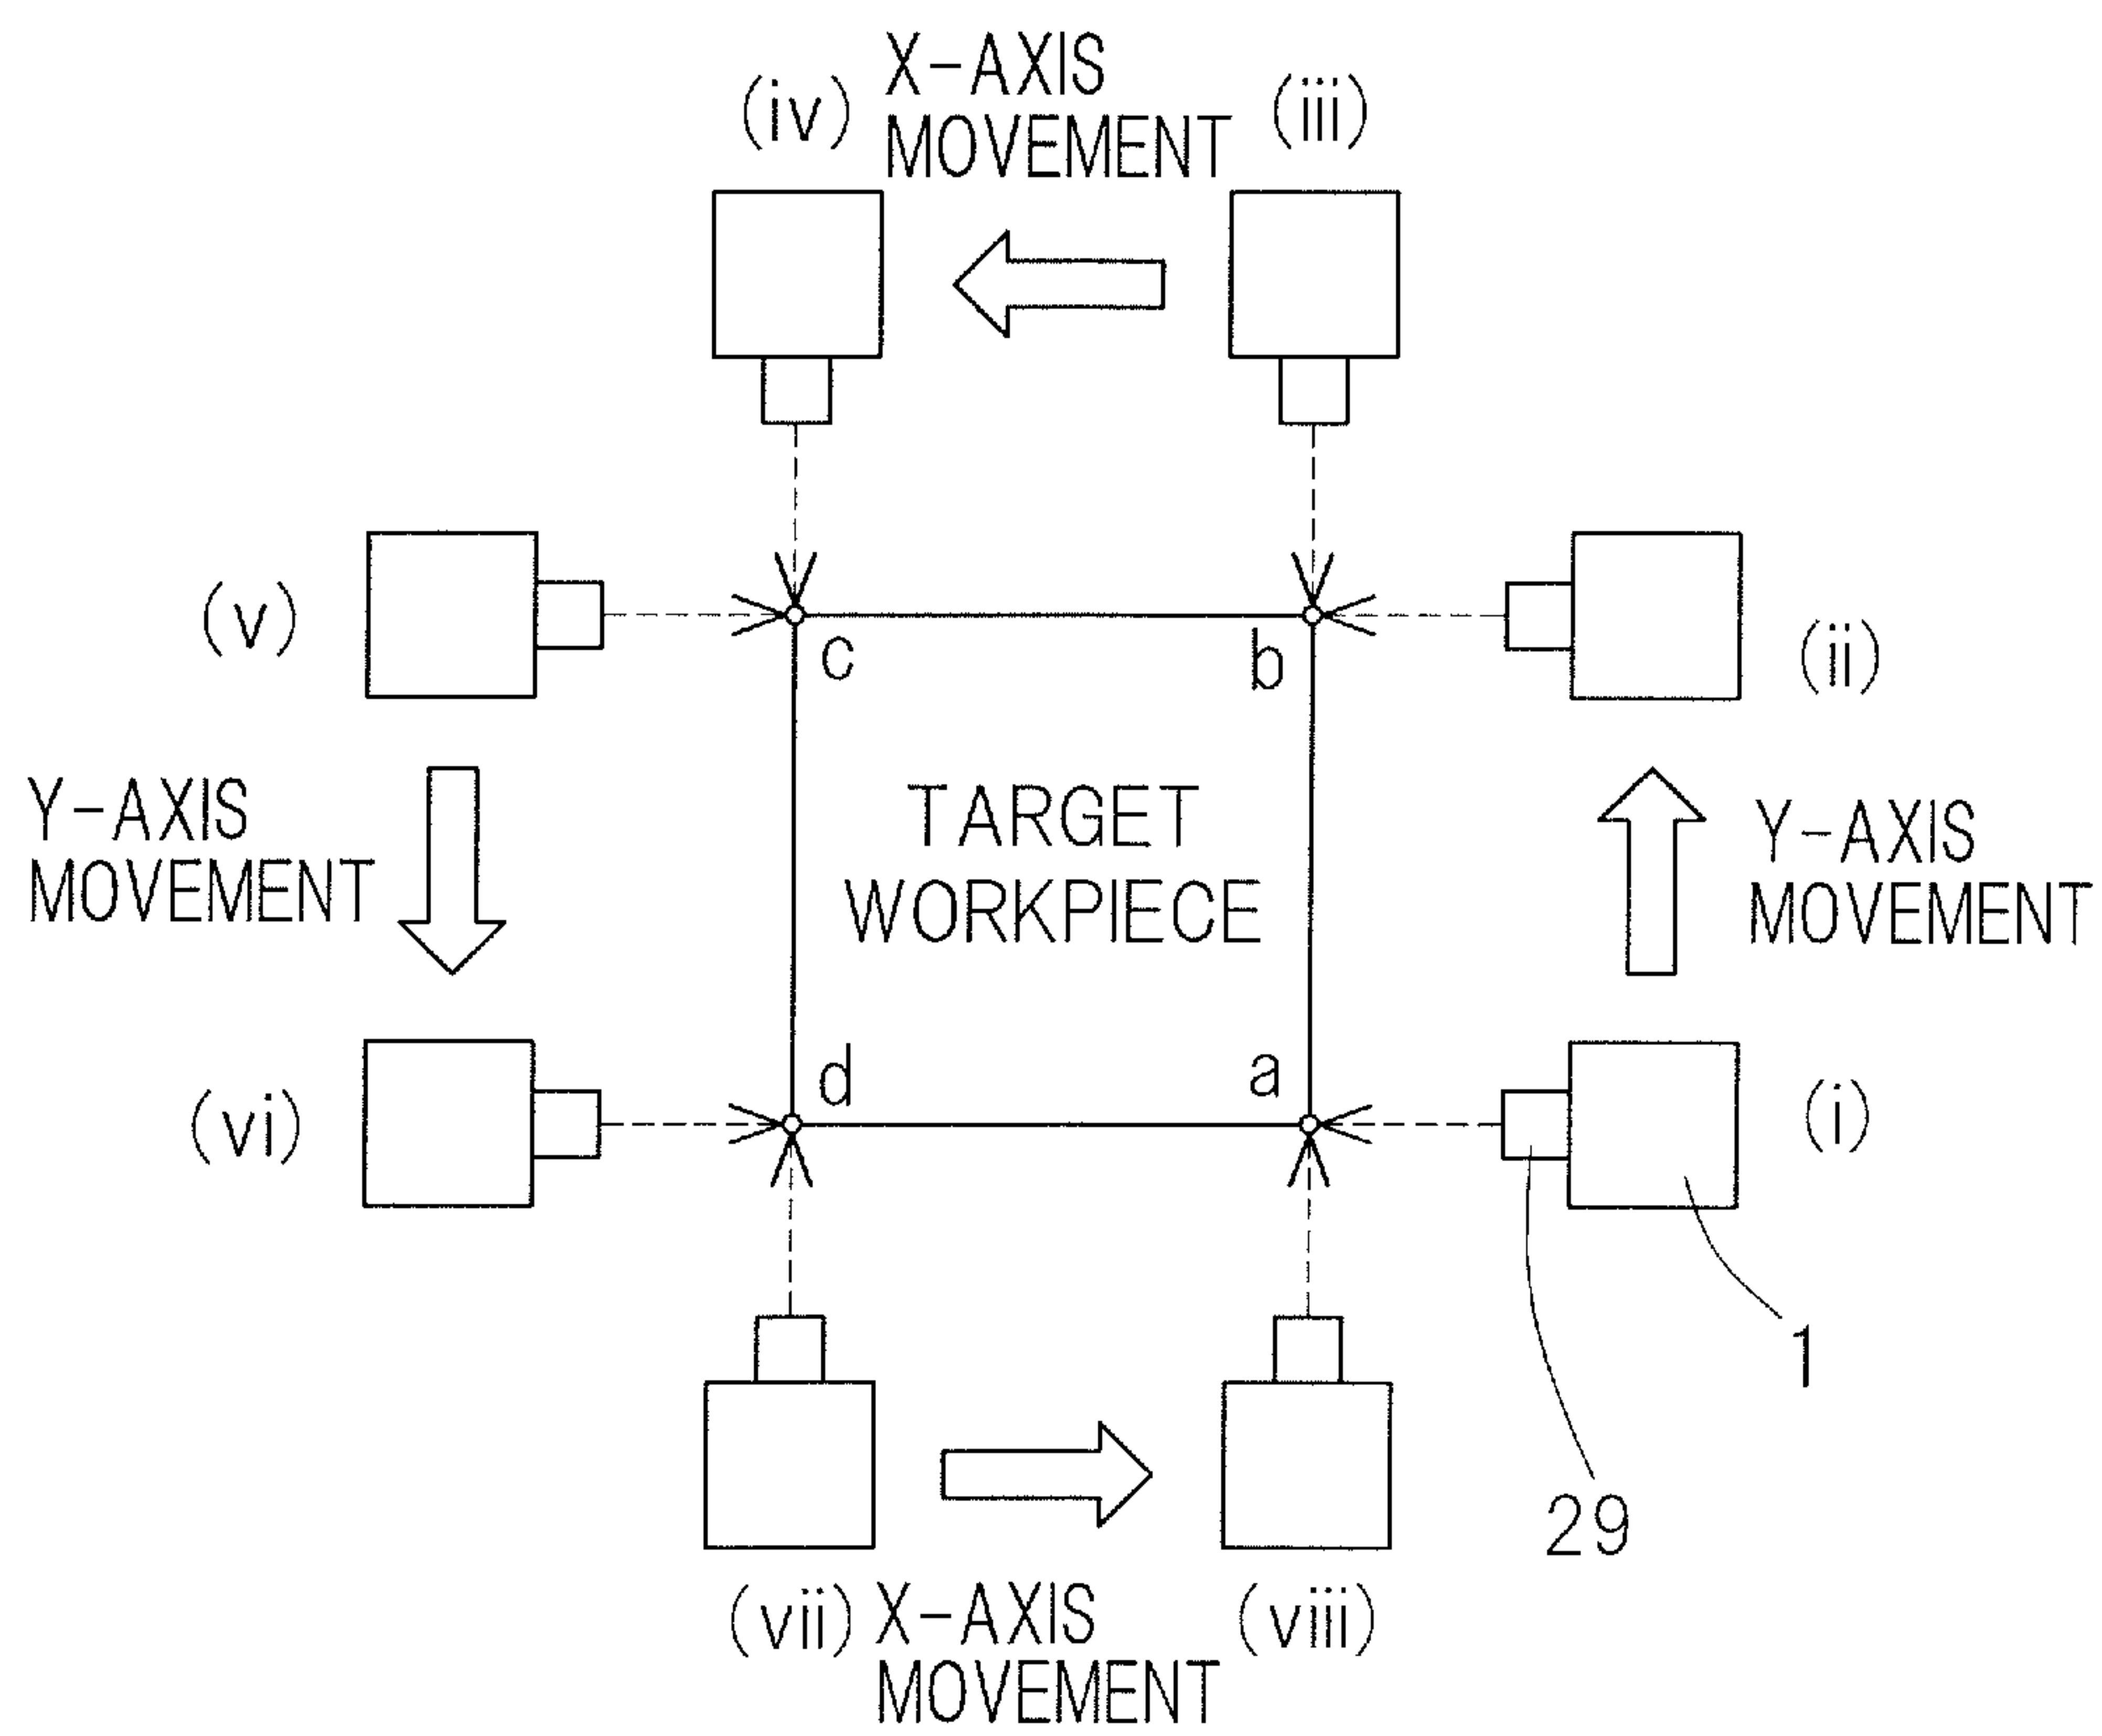 (iv)
X-AXIS
MOVEMENT
(iii)
(v)
c
b
(ii)
Y-AXIS
MOVEMENT
TARGET
WORKPIECE
Y-AXIS
MOVEMENT
(vi)
d
a
(i)
1
29
(vii)
X-AXIS
MOVEMENT
(viii)